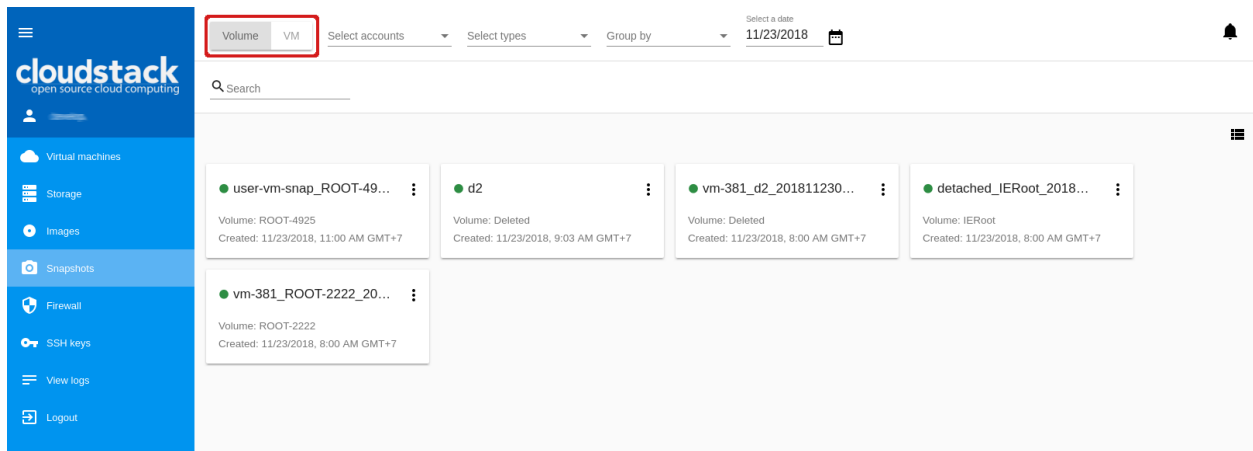 Volume VM Select accounts Select types Group by Select a date 11/23/2018
cloudstack
open source cloud computing
Search
Virtual machines
Storage
Images
Snapshots
Firewall
SSH keys
View logs
Logout
user-vm-snap_ROOT-49...
Volume: ROOT-4925
Created: 11/23/2018, 11:00 AM GMT+7
d2
Volume: Deleted
Created: 11/23/2018, 9:03 AM GMT+7
vm-381_d2_201811230...
Volume: Deleted
Created: 11/23/2018, 8:00 AM GMT+7
detached_IERoot_2018...
Volume: IERoot
Created: 11/23/2018, 8:00 AM GMT+7
vm-381_ROOT-2222_20...
Volume: ROOT-2222
Created: 11/23/2018, 8:00 AM GMT+7